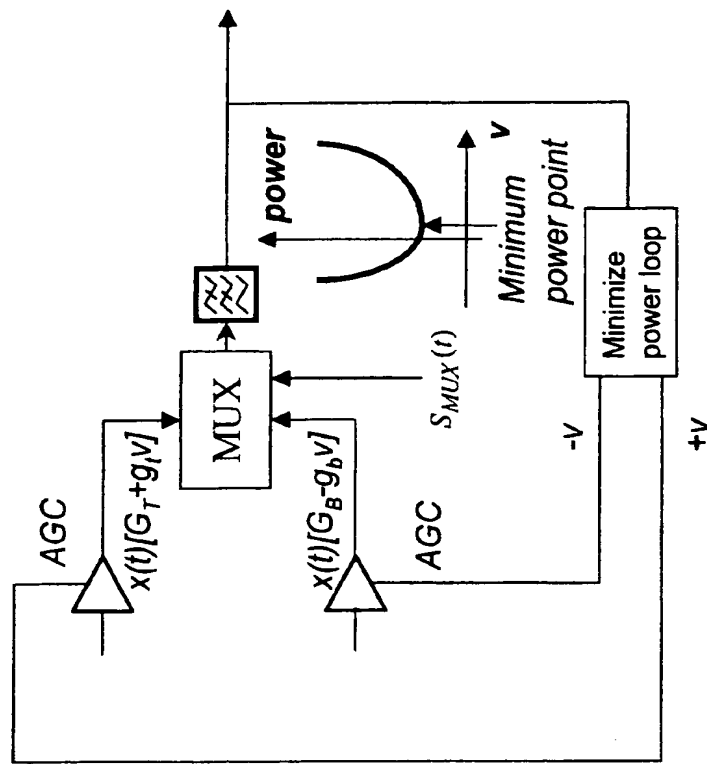 AGC
x(t)[G_T+g_tv]
MUX
x(t)[G_B-g_bv]
AGC
S_MUX(t)
power
v
Minimum
power point
Minimize
power loop
-v
+v